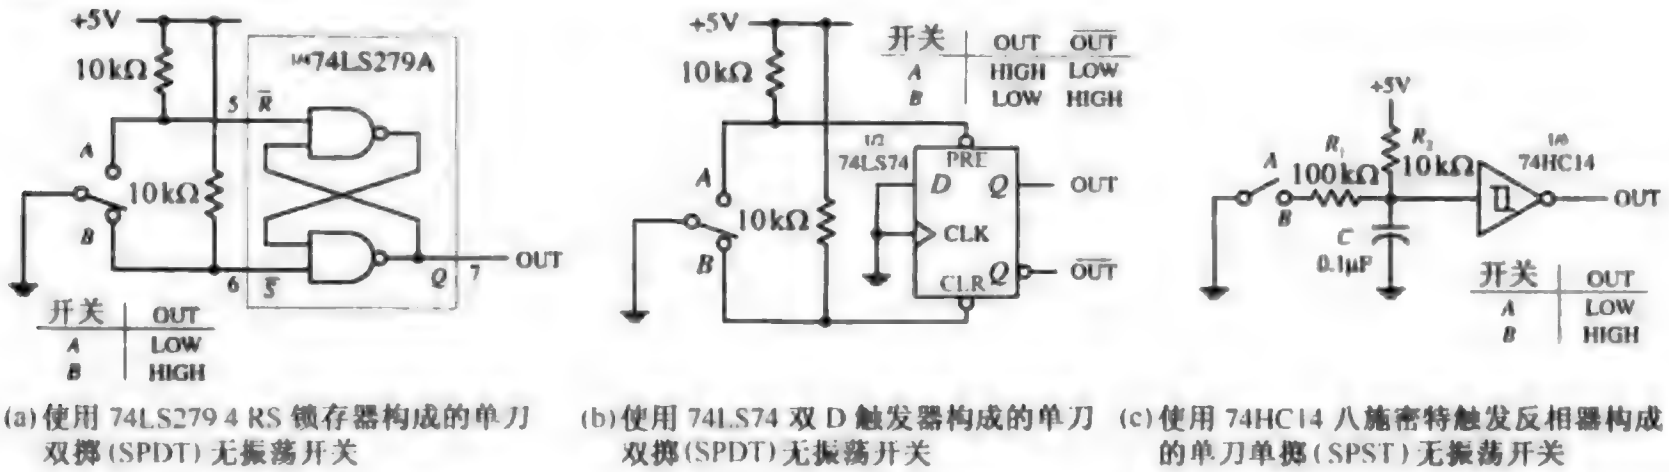 +5V
10kΩ
1/4 74LS279A
5
R̅
A
10kΩ
B
6
S̅
Q
7
OUT
开关 OUT
A LOW
B HIGH
(a)使用 74LS279 4 RS 锁存器构成的单刀
双掷(SPDT)无振荡开关
+5V
10kΩ
开关 OUT O̅U̅T̅
A HIGH LOW
B LOW HIGH
1/2
74LS74
PRE
A
D
Q
OUT
10kΩ
CLK
B
CLR
Q
O̅U̅T̅
(b)使用 74LS74 双 D 触发器构成的单刀
双掷(SPDT)无振荡开关
+5V
A
R₁
100kΩ
R₂
10kΩ
1/6
74HC14
B
OUT
C
0.1μF
开关 OUT
A LOW
B HIGH
(c)使用 74HC14 八施密特触发反相器构成
的单刀单掷(SPST)无振荡开关